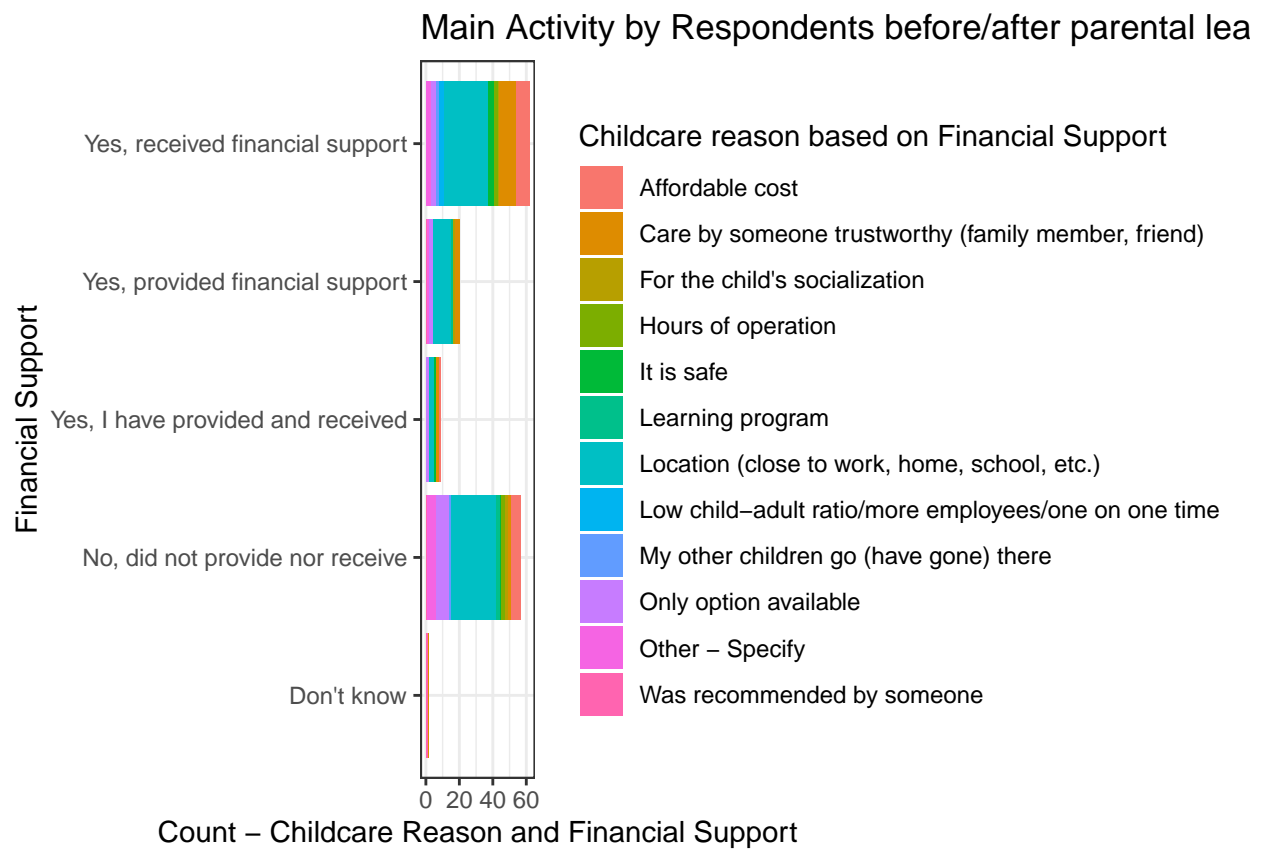 Main Activity by Respondents before/after parental lea
Childcare reason based on Financial Support
Affordable cost
Care by someone trustworthy (family member, friend)
For the child's socialization
Hours of operation
It is safe
Learning program
Location (close to work, home, school, etc.)
Low child−adult ratio/more employees/one on one time
My other children go (have gone) there
Only option available
Other − Specify
Was recommended by someone
Financial Support
Yes, received financial support
Yes, provided financial support
Yes, I have provided and received
No, did not provide nor receive
Don't know
0 20 40 60
Count − Childcare Reason and Financial Support